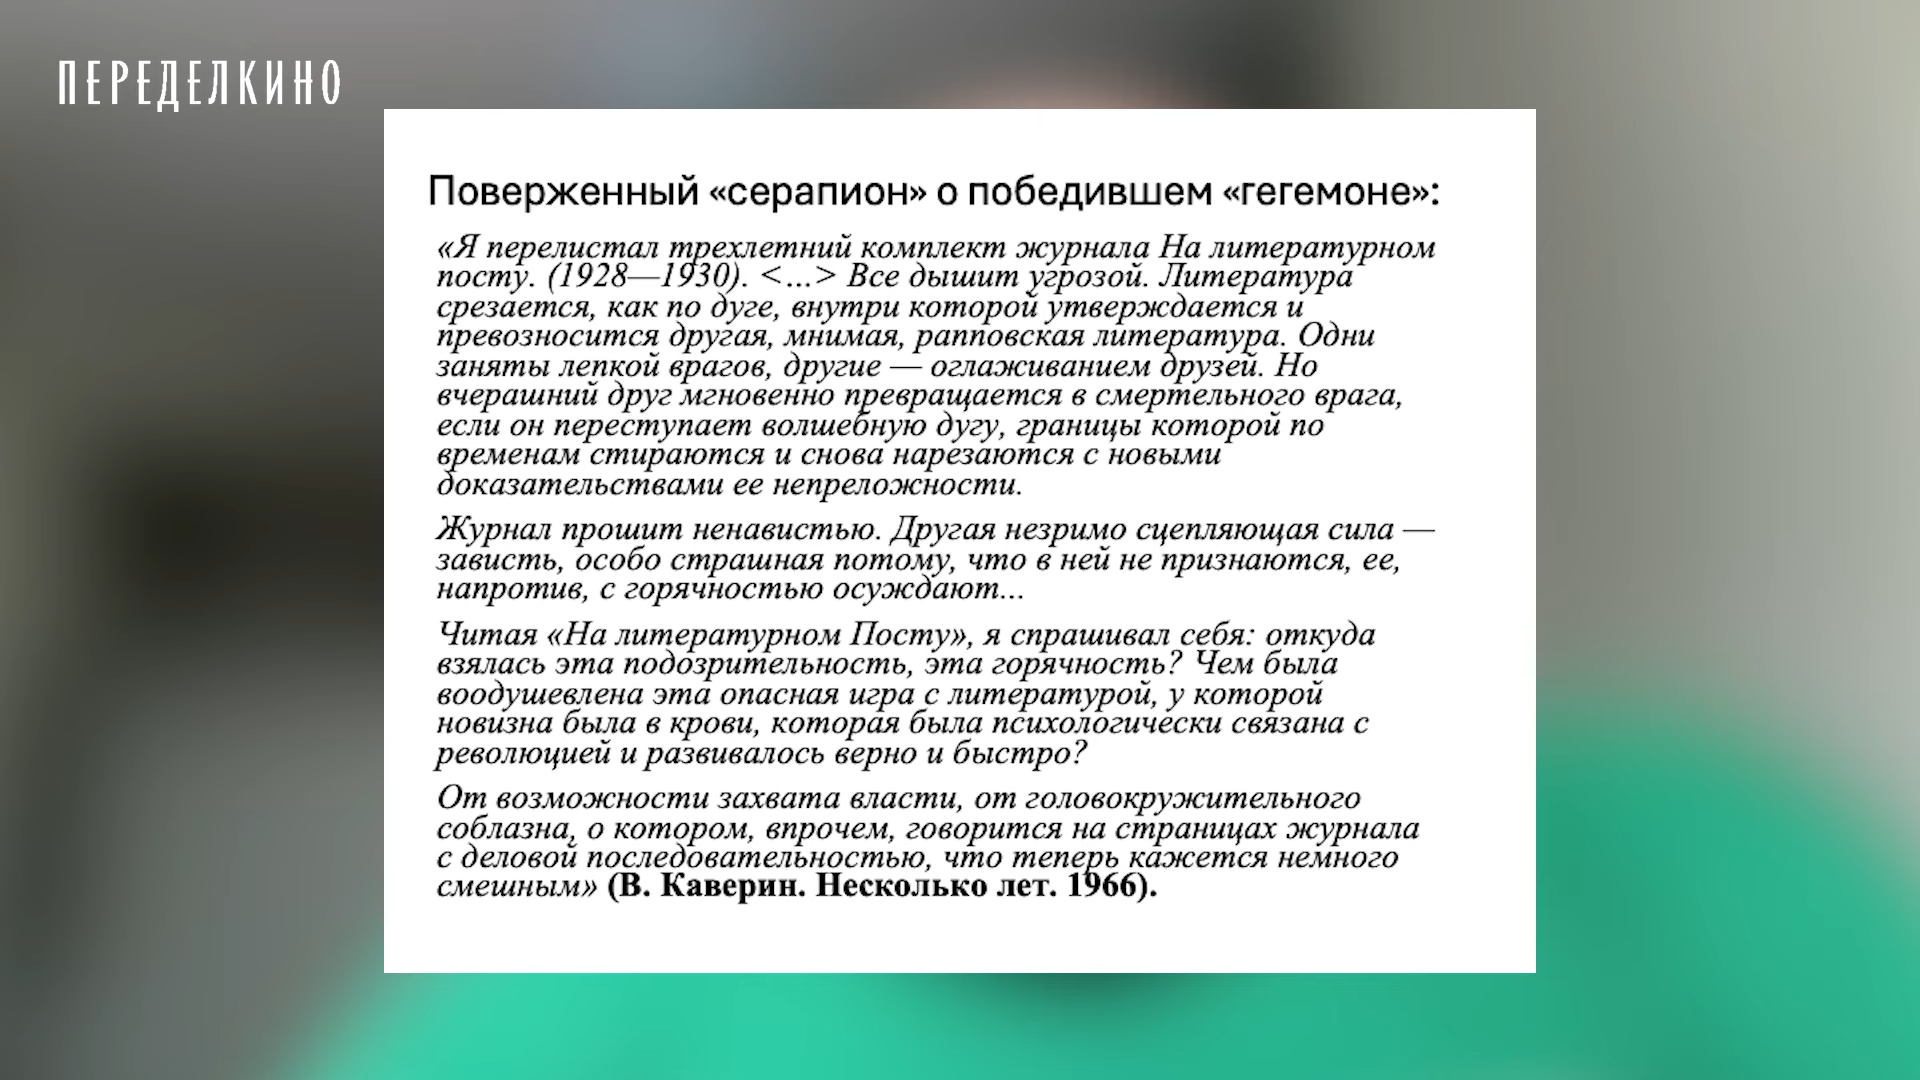 ПЕРЕДЕЛКИНО
Поверженный «серапион» о победившем «гегемоне»:
«Я перелистал трехлетний комплект журнала На литературном
посту. (1928—1930). <...> Все дышит угрозой. Литература
срезается, как по дуге, внутри которой утверждается и
превозносится другая, мнимая, рапповская литература. Одни
заняты лепкой врагов, другие — оглаживанием друзей. Но
вчерашний друг мгновенно превращается в смертельного врага,
если он переступает волшебную дугу, границы которой по
временам стираются и снова нарезаются с новыми
доказательствами ее непреложности.
Журнал прошит ненавистью. Другая незримо сцепляющая сила —
зависть, особо страшная потому, что в ней не признаются, ее,
напротив, с горячностью осуждают...
Читая «На литературном Посту», я спрашивал себя: откуда
взялась эта подозрительность, эта горячность? Чем была
воодушевлена эта опасная игра с литературой, у которой
новизна была в крови, которая была психологически связана с
революцией и развивалось верно и быстро?
От возможности захвата власти, от головокружительного
соблазна, о котором, впрочем, говорится на страницах журнала
с деловой последовательностью, что теперь кажется немного
смешным» (В. Каверин. Несколько лет. 1966).